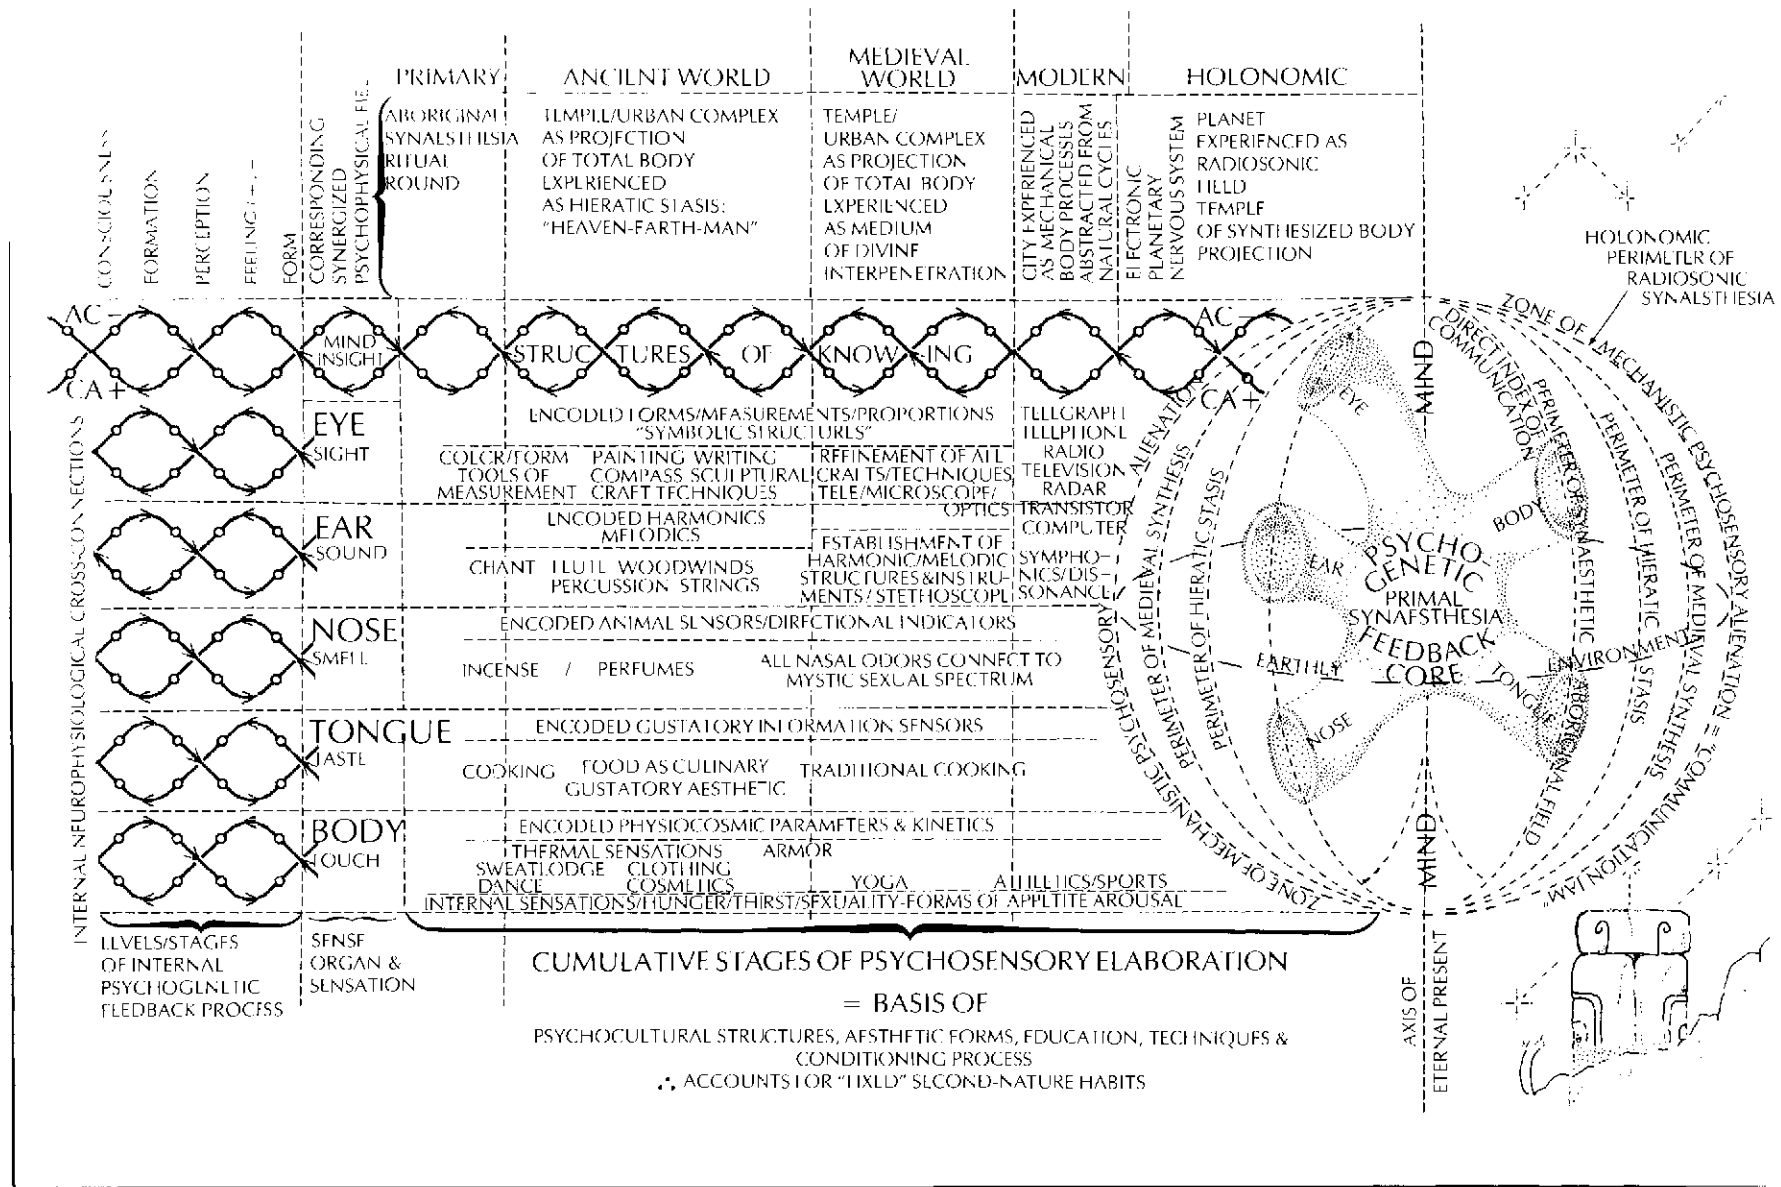 PRIMARY
ANCIENT WORLD
MEDIEVAL
WORLD
MODERN
HOLONOMIC
CONSCIOUSNESS
FORMATION
PERCEPTION
FEELING + , −
FORM
CORRESPONDING
SYNERGIZED
PSYCHOPHYSICAL
ABORIGINAL
SYNAESTHESIA
RITUAL
ROUND
TEMPLE/URBAN COMPLEX
AS PROJECTION
OF TOTAL BODY
EXPERIENCED
AS HIERATIC STASIS:
"HEAVEN-EARTH-MAN"
TEMPLE/
URBAN COMPLEX
AS PROJECTION
OF TOTAL BODY
EXPERIENCED
AS MEDIUM
OF DIVINE
INTERPENETRATION
CITY EXPERIENCED
AS MECHANICAL
BODY PROCESSES
ABSTRACTED FROM
NATURAL CYCLES
ELECTRONIC
PLANETARY
NERVOUS SYSTEM
PLANET
EXPERIENCED AS
RADIOSONIC
FIELD
TEMPLE
OF SYNTHESIZED BODY
PROJECTION
HOLONOMIC
PERIMETER OF
RADIOSONIC
SYNAESTHESIA
AC −
CA +
MIND
INSIGHT
STRUC TURES OF KNOW ING
AC −
CA +
INTERNAL NEUROPHYSIOLOGICAL CROSS-CONNECTIONS
EYE
SIGHT
ENCODED FORMS/MEASUREMENTS/PROPORTIONS
"SYMBOLIC STRUCTURES"
COLOR/FORM
TOOLS OF
MEASUREMENT
PAINTING WRITING
COMPASS SCULPTURAL
CRAFT TECHNIQUES
REFINEMENT OF ALL
CRAFTS/TECHNIQUES
TELE/MICROSCOPE/
OPTICS
TELEGRAPH
TELEPHONE
RADIO
TELEVISION
RADAR
TRANSISTOR
COMPUTER
EAR
SOUND
ENCODED HARMONICS
MELODICS
CHANT FLUTE WOODWINDS
PERCUSSION STRINGS
ESTABLISHMENT OF
HARMONIC/MELODIC
STRUCTURES & INSTRU-
MENTS/STETHOSCOPE
SYMPHO-
NICS/DIS-
SONANCE
NOSE
SMELL
ENCODED ANIMAL SENSORS/DIRECTIONAL INDICATORS
INCENSE / PERFUMES
ALL NASAL ODORS CONNECT TO
MYSTIC SEXUAL SPECTRUM
TONGUE
TASTE
ENCODED GUSTATORY INFORMATION SENSORS
COOKING
FOOD AS CULINARY
GUSTATORY AESTHETIC
TRADITIONAL COOKING
BODY
TOUCH
ENCODED PHYSIOCOSMIC PARAMETERS & KINETICS
THERMAL SENSATIONS ARMOR
SWEATLODGE CLOTHING
DANCE COSMETICS YOGA ATHLETICS/SPORTS
INTERNAL SENSATIONS/HUNGER/THIRST/SEXUALITY-FORMS OF APPETITE AROUSAL
LEVELS/STAGES
OF INTERNAL
PSYCHOGENETIC
FEEDBACK PROCESS
SENSE
ORGAN &
SENSATION
CUMULATIVE STAGES OF PSYCHOSENSORY ELABORATION
= BASIS OF
PSYCHOCULTURAL STRUCTURES, AESTHETIC FORMS, EDUCATION, TECHNIQUES &
CONDITIONING PROCESS
∴ ACCOUNTS FOR "FIXED" SECOND-NATURE HABITS
ZONE OF MECHANISTIC PSYCHOSENSORY ALIENATION
PERIMETER OF MEDIEVAL SYNTHESIS
PERIMETER OF HIERATIC STASIS
MIND
DIRECT INDEX OF
COMMUNICATION
PERIMETER OF SYNAESTHETIC ABORIGINAL FIELD
PERIMETER OF HIERATIC STASIS
PERIMETER OF MEDIEVAL SYNTHESIS
ZONE OF MECHANISTIC PSYCHOSENSORY ALIENATION = "COMMUNICATION JAM"
EYE
BODY
EAR
NOSE
TONGUE
PSYCHO-
GENETIC
PRIMAL
SYNAESTHESIA
FEEDBACK
CORE
EARTHLY ENVIRONMENT
MIND
AXIS OF
ETERNAL PRESENT